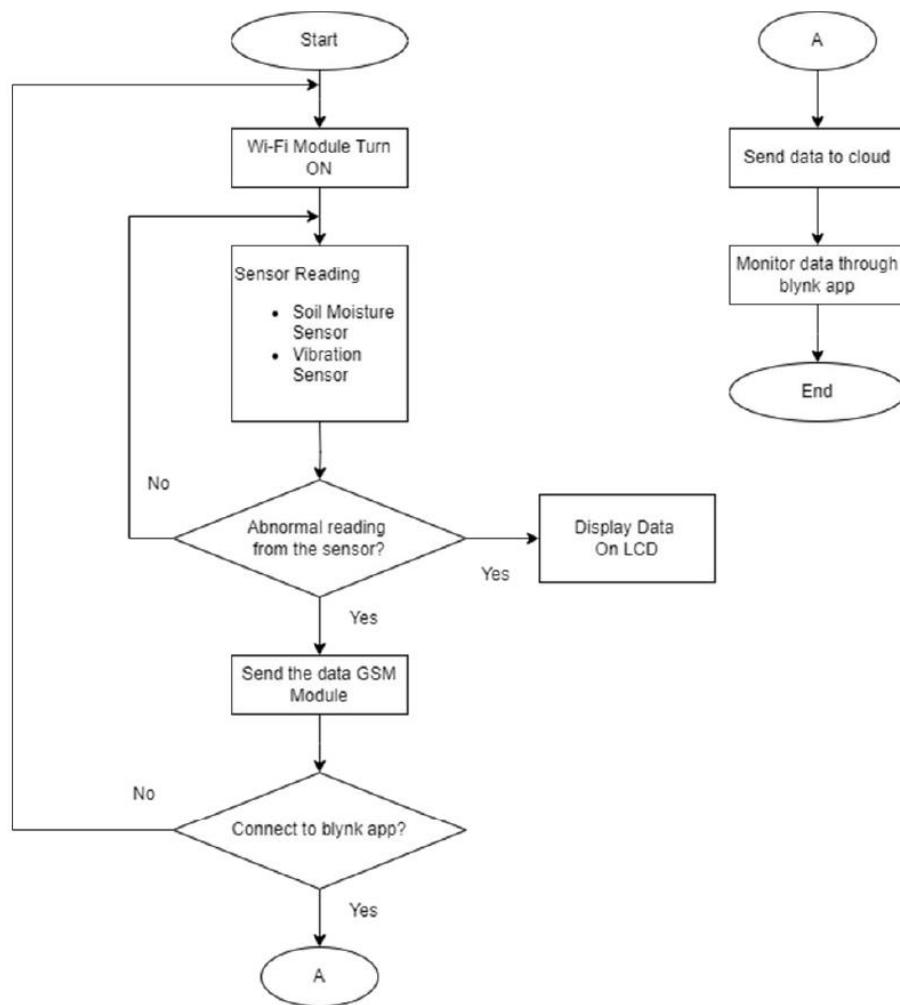 Start
Wi-Fi Module Turn
ON
Sensor Reading
• Soil Moisture
Sensor
• Vibration
Sensor
No
Abnormal reading
from the sensor?
Yes
Display Data
On LCD
Yes
Send the data GSM
Module
No
Connect to blynk app?
Yes
A
A
Send data to cloud
Monitor data through
blynk app
End